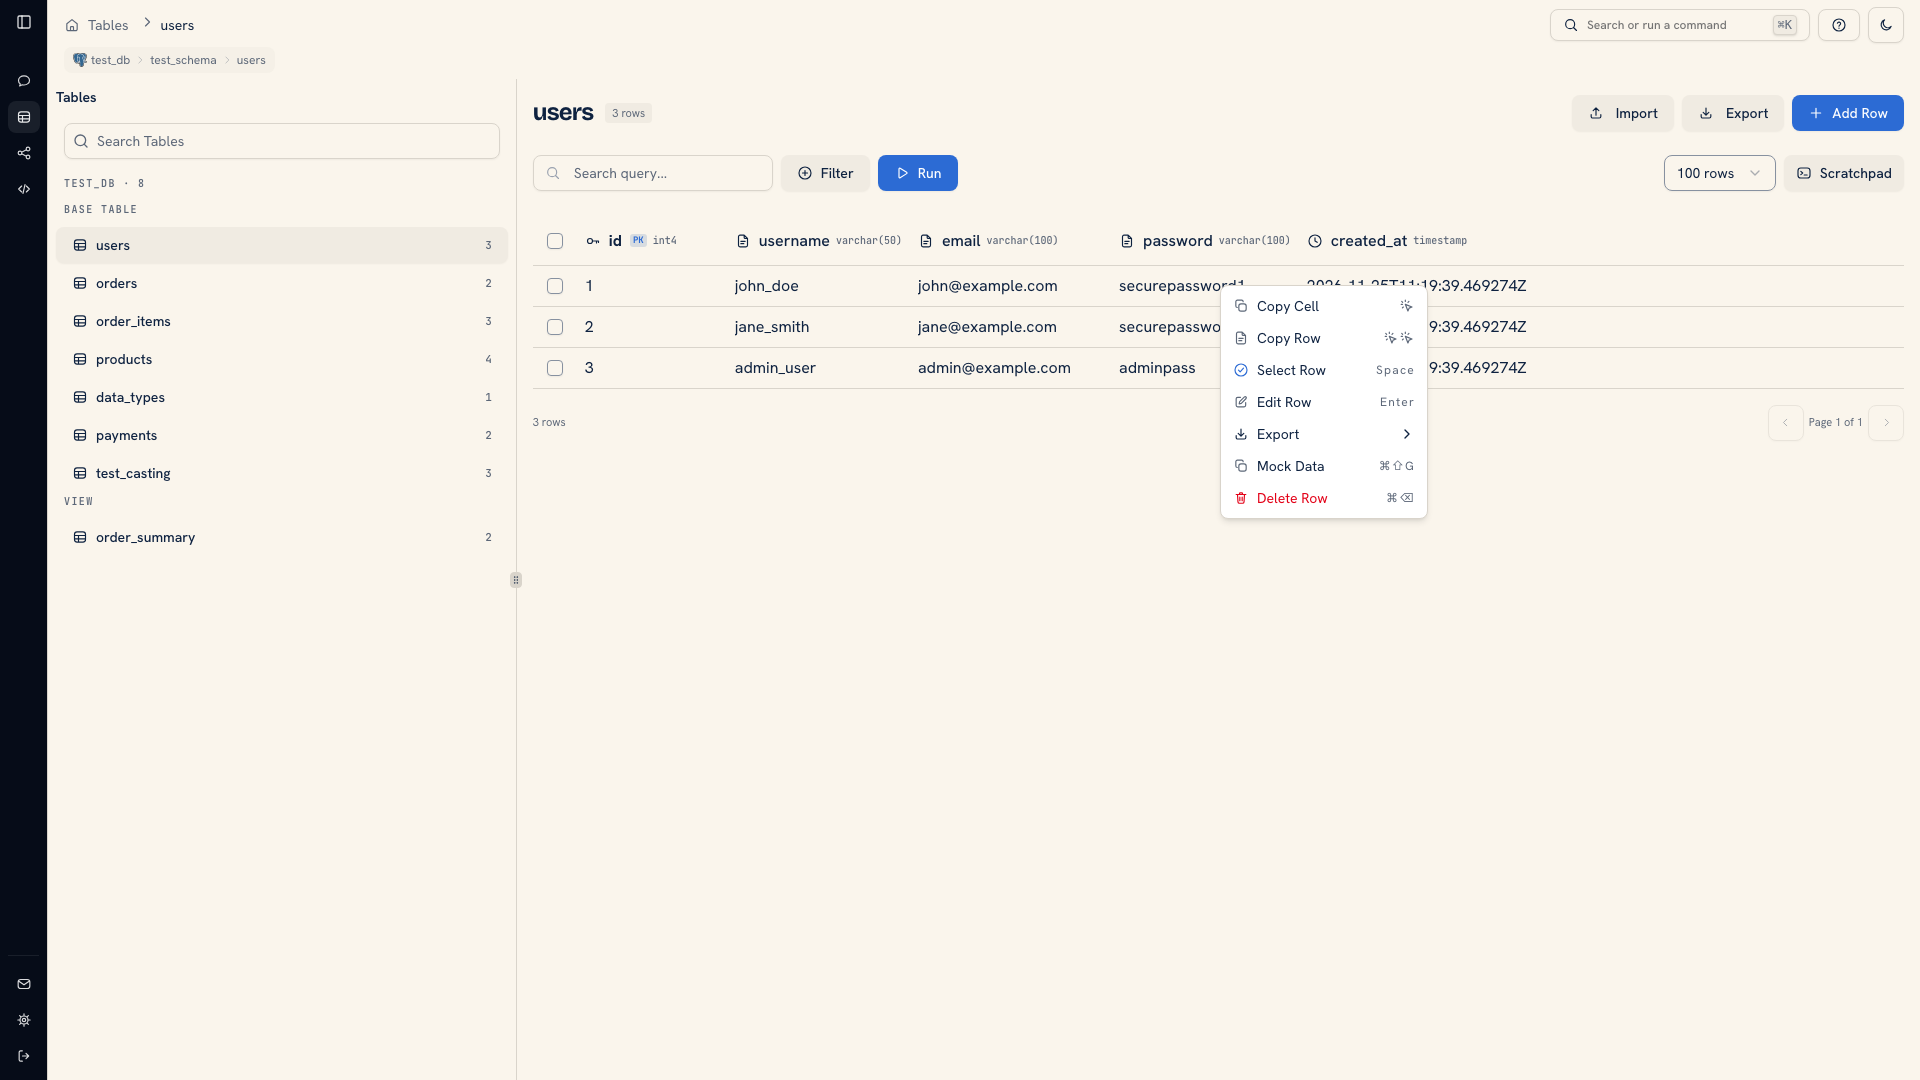 Tables > users
Search or run a command ⌘K
test_db > test_schema > users
Tables
Search Tables
TEST_DB · 8
BASE TABLE
users 3
orders 2
order_items 3
products 4
data_types 1
payments 2
test_casting 3
VIEW
order_summary 2
users 3 rows
Import
Export
Add Row
Search query...
Filter
Run
100 rows
Scratchpad
id PK int4 username varchar(50) email varchar(100) password varchar(100) created_at timestamp
1 john_doe john@example.com securepassword1
2 jane_smith jane@example.com securepasswo 9:39.469274Z
3 admin_user admin@example.com adminpass 9:39.469274Z
Copy Cell
Copy Row
Select Row Space
Edit Row Enter
Export
Mock Data ⌘⇧G
Delete Row ⌘⌫
3 rows
Page 1 of 1